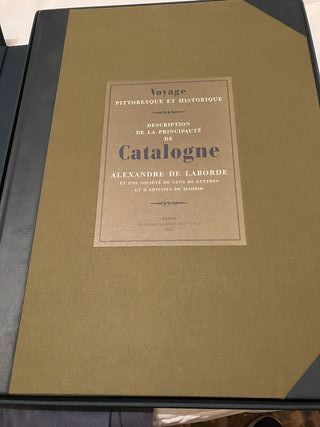 Voyage
PITTORESQUE ET HISTORIQUE
DESCRIPTION
DE LA PRINCIPAUTÉ
DE
Catalogne
ALEXANDRE DE LABORDE
ET UNE SOCIÉTÉ DE GENS DE LETTRES
ET D'ARTISTES DE MADRID
PARIS